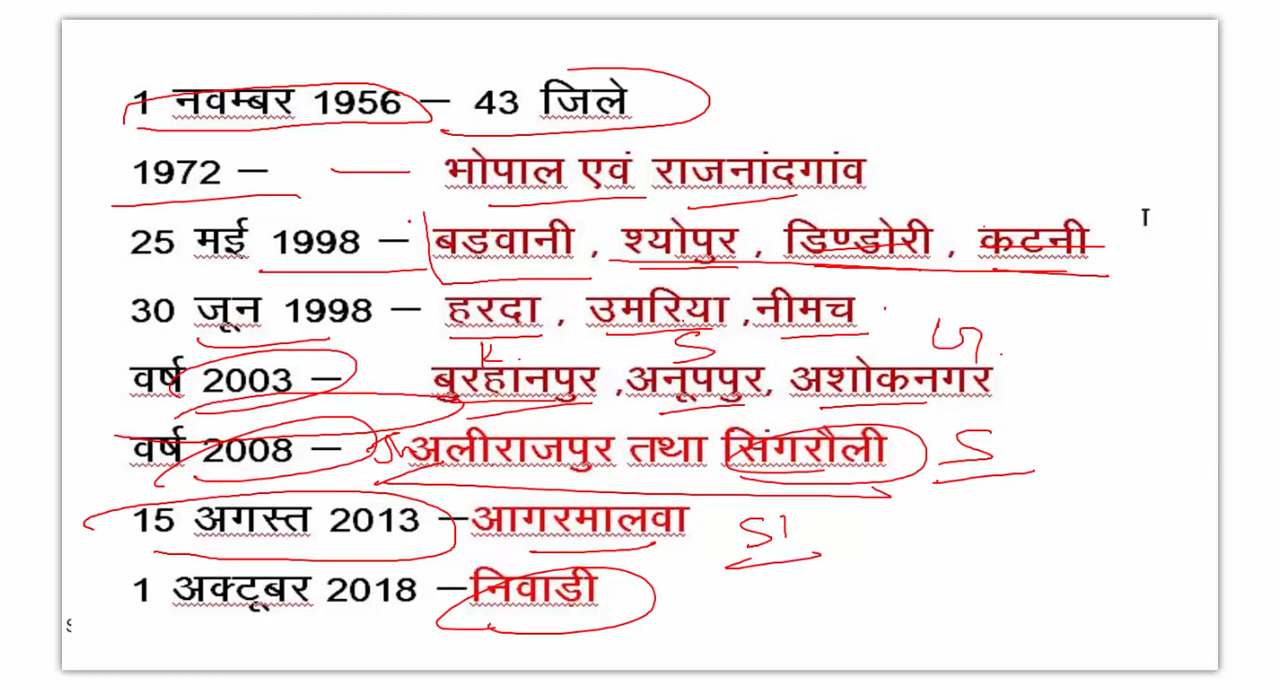 1 नवम्बर 1956 – 43 जिले
1972 – भोपाल एवं राजनांदगांव
25 मई 1998 – बडवानी , श्योपुर , डिण्डोरी , कटनी
30 जून 1998 – हरदा , उमरिया ,नीमच
K. S
वर्ष 2003 – बुरहानपुर ,अनूपपुर, अशोकनगर
वर्ष 2008 – अलीराजपुर तथा सिंगरौली S
15 अगस्त 2013 –आगरमालवा
1 अक्टूबर 2018 –निवाडी